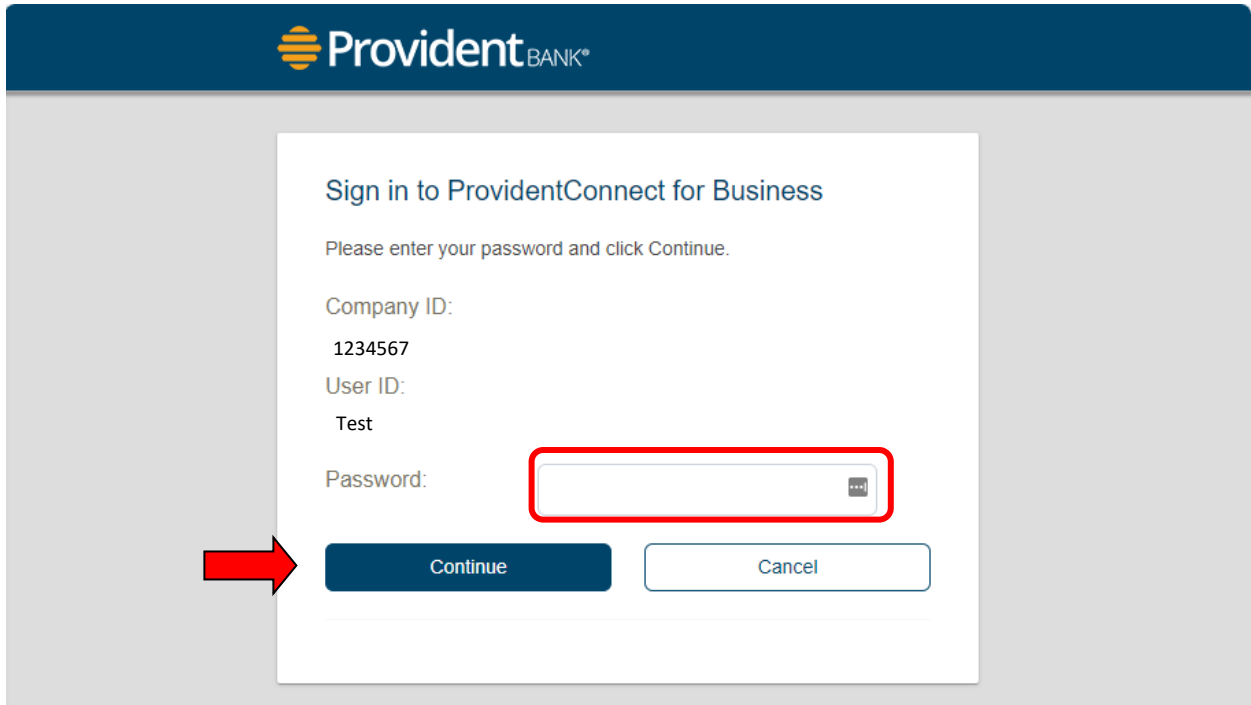 Provident BANK®
Sign in to ProvidentConnect for Business
Please enter your password and click Continue.
Company ID:
1234567
User ID:
Test
Password:
Continue Cancel